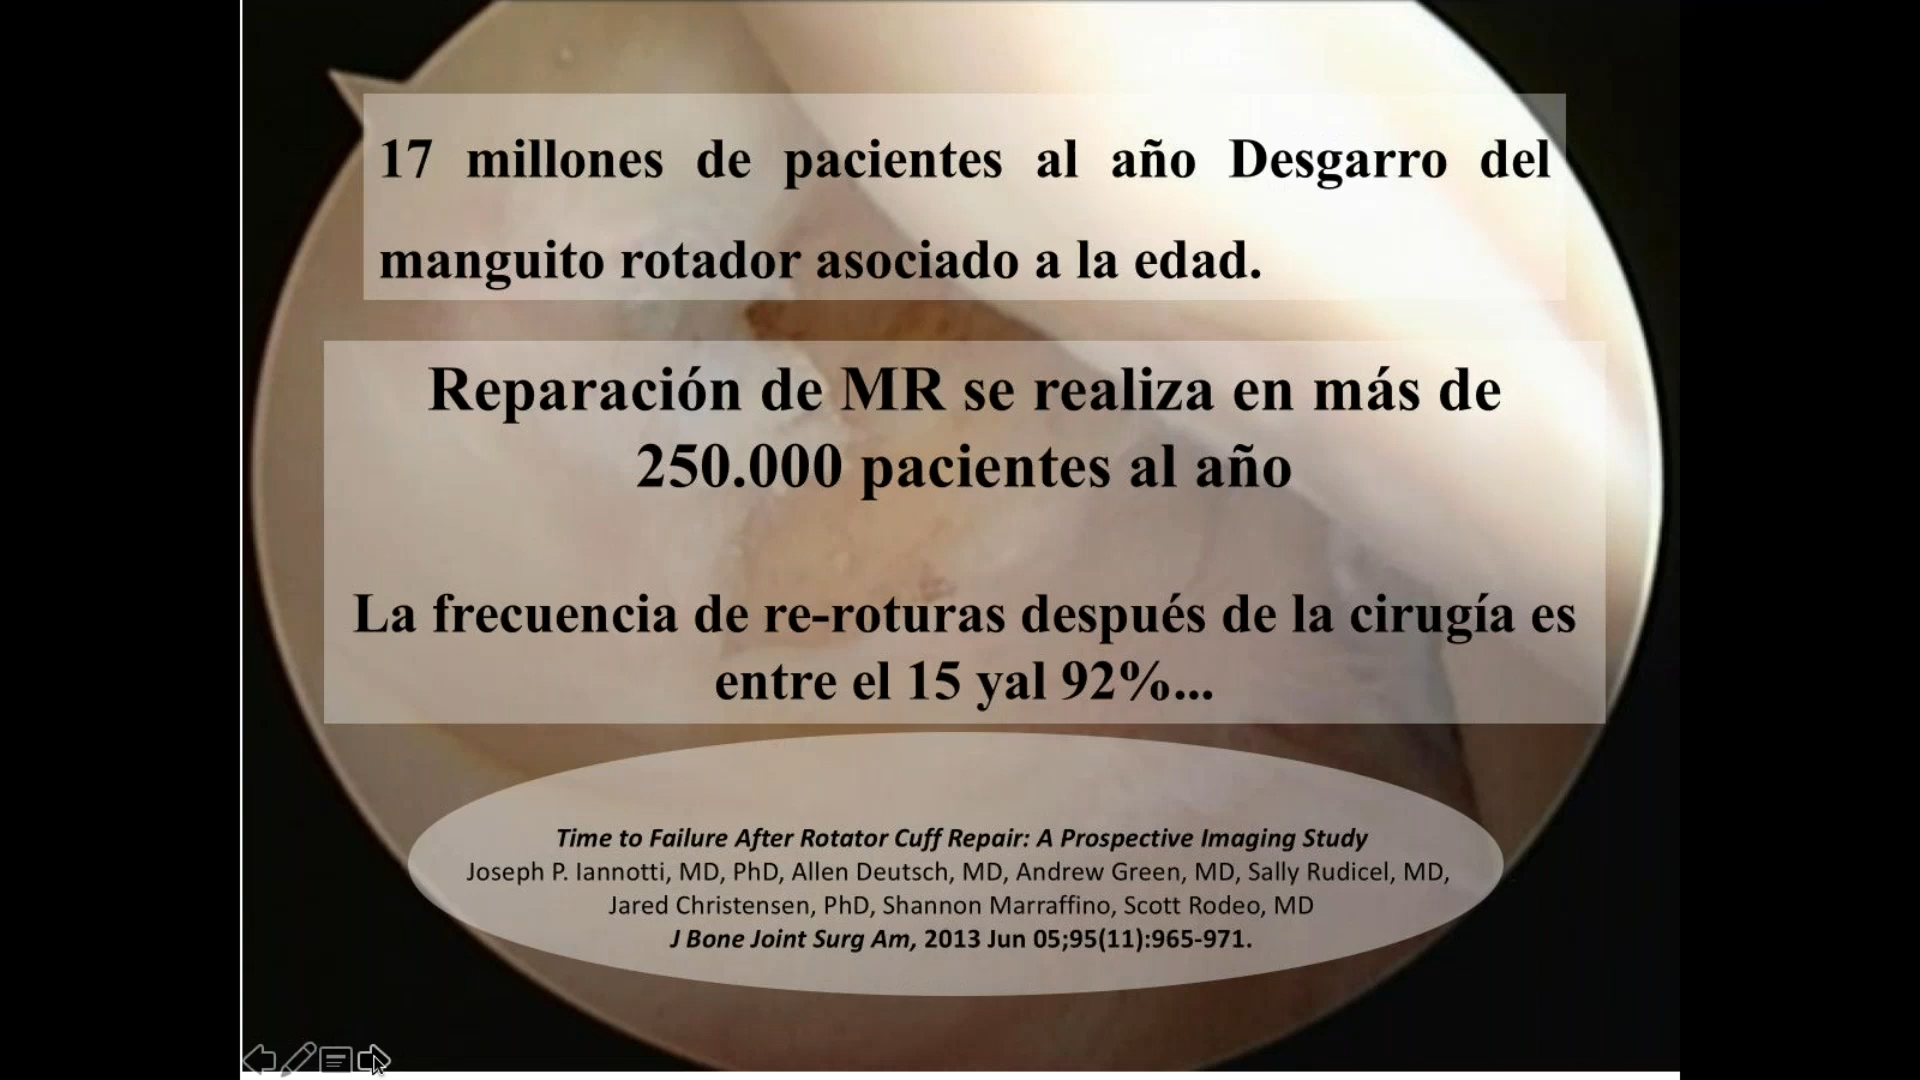 17 millones de pacientes al año Desgarro del
manguito rotador asociado a la edad.
Reparación de MR se realiza en más de
250.000 pacientes al año
La frecuencia de re-roturas después de la cirugía es
entre el 15 yal 92%...
Time to Failure After Rotator Cuff Repair: A Prospective Imaging Study
Joseph P. Iannotti, MD, PhD, Allen Deutsch, MD, Andrew Green, MD, Sally Rudicel, MD,
Jared Christensen, PhD, Shannon Marraffino, Scott Rodeo, MD
J Bone Joint Surg Am, 2013 Jun 05;95(11):965-971.